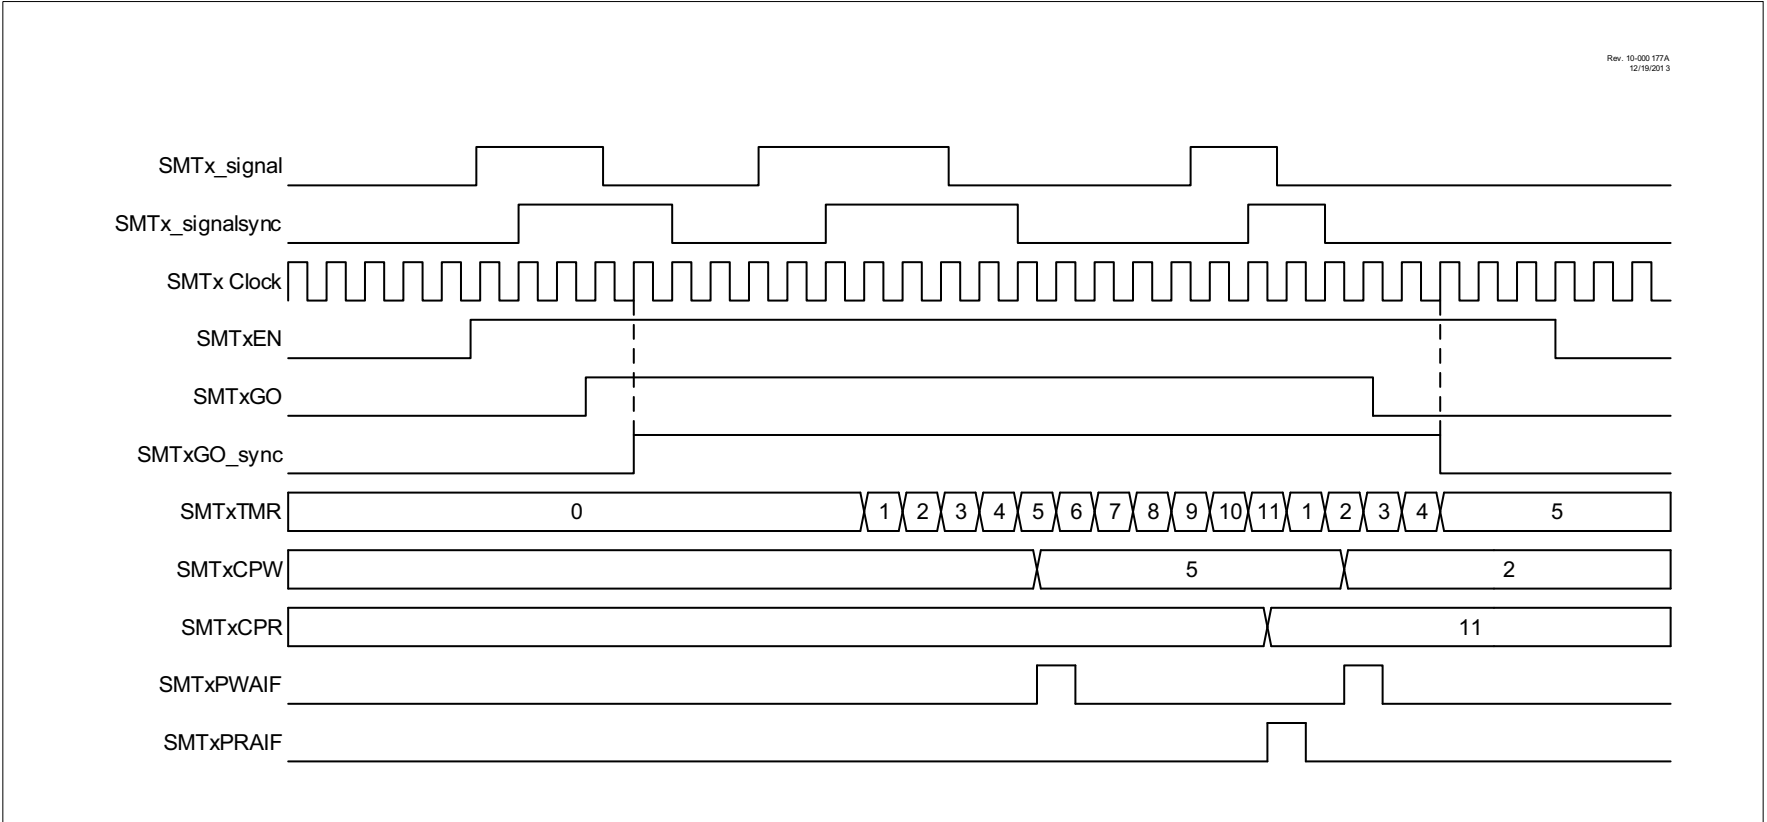 Rev. 10-000 177A
12/19/201 3
SMTx_signal
SMTx_signalsync
SMTx Clock
SMTxEN
SMTxGO
SMTxGO_sync
SMTxTMR 0 1 2 3 4 5 6 7 8 9 10 11 1 2 3 4 5
SMTxCPW 5 2
SMTxCPR 11
SMTxPWAIF
SMTxPRAIF